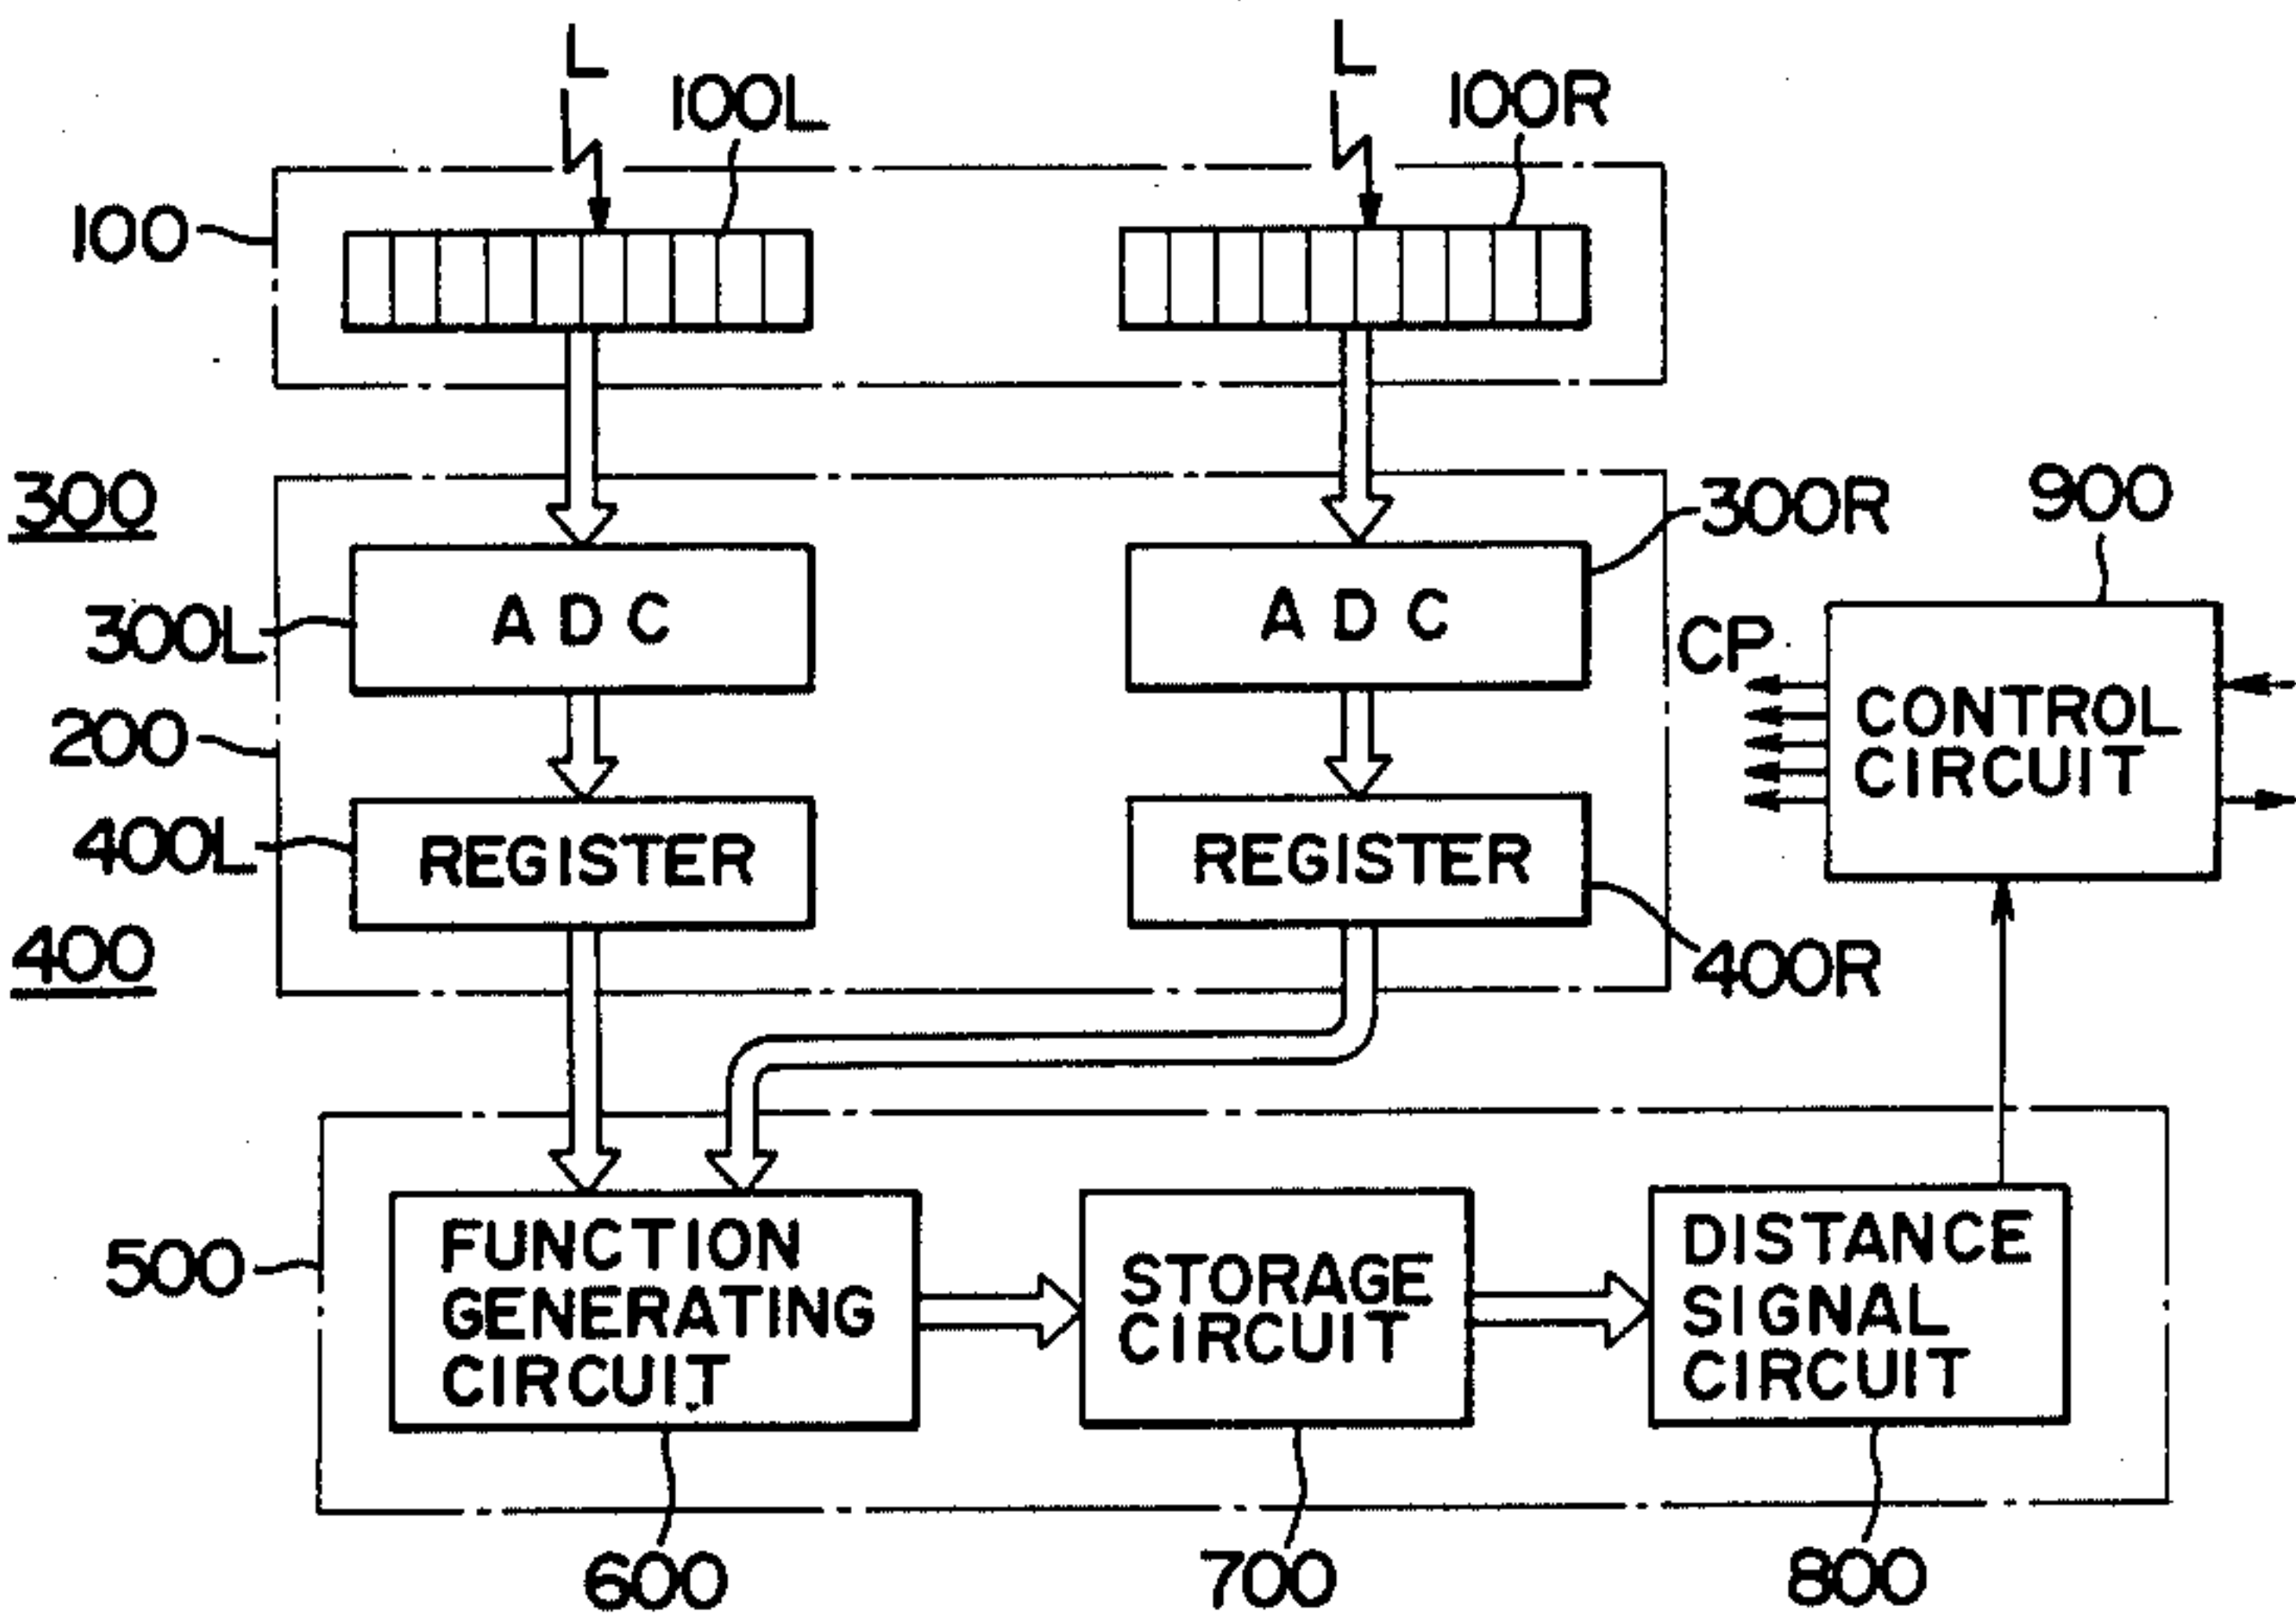 L
L
100L
100R
100
300
300R
900
ADC
ADC
300L
CP
CONTROL
CIRCUIT
200
400L
REGISTER
REGISTER
400
400R
500
FUNCTION
GENERATING
CIRCUIT
STORAGE
CIRCUIT
DISTANCE
SIGNAL
CIRCUIT
600
700
800